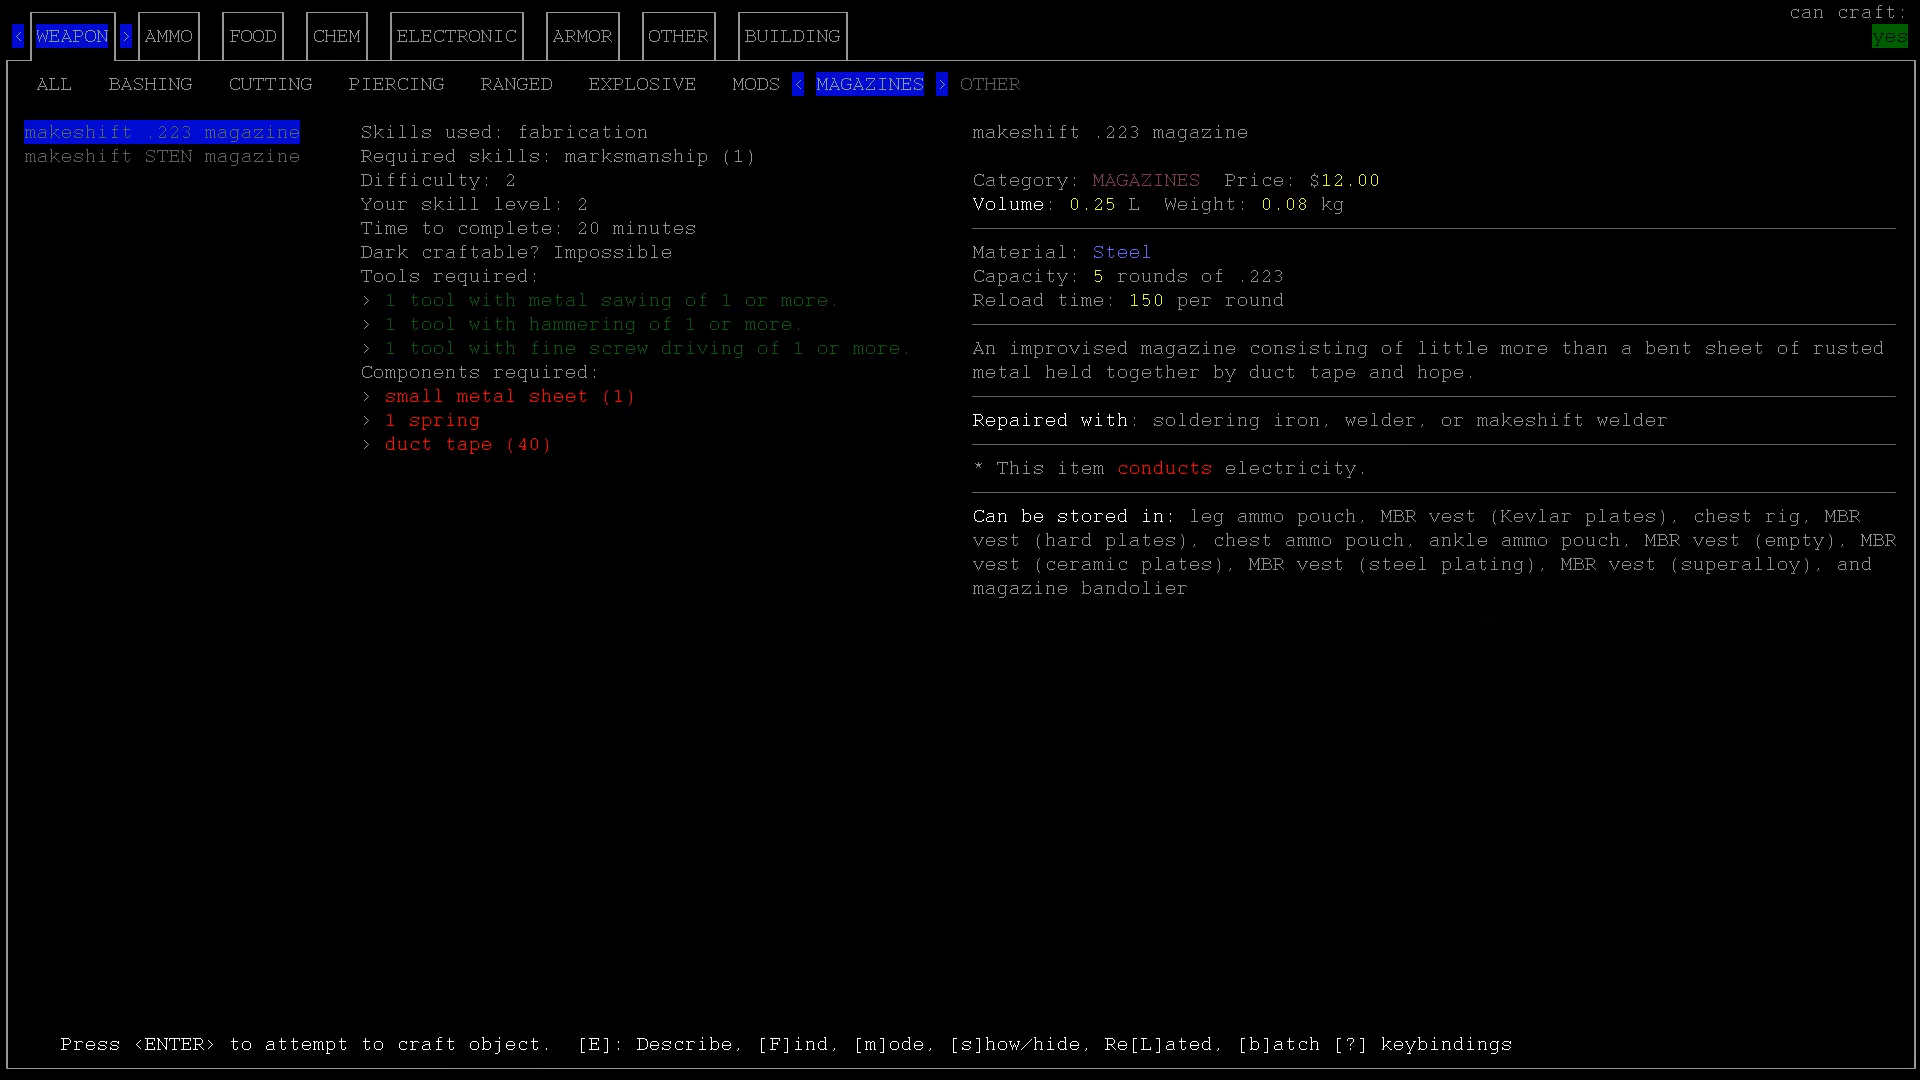 can craft:
< WEAPON > AMMO FOOD CHEM ELECTRONIC ARMOR OTHER BUILDING yes
ALL BASHING CUTTING PIERCING RANGED EXPLOSIVE MODS < MAGAZINES > OTHER
makeshift .223 magazine
makeshift STEN magazine
Skills used: fabrication
Required skills: marksmanship (1)
Difficulty: 2
Your skill level: 2
Time to complete: 20 minutes
Dark craftable? Impossible
Tools required:
> 1 tool with metal sawing of 1 or more.
> 1 tool with hammering of 1 or more.
> 1 tool with fine screw driving of 1 or more.
Components required:
> small metal sheet (1)
> 1 spring
> duct tape (40)
makeshift .223 magazine
Category: MAGAZINES Price: $12.00
Volume: 0.25 L Weight: 0.08 kg
Material: Steel
Capacity: 5 rounds of .223
Reload time: 150 per round
An improvised magazine consisting of little more than a bent sheet of rusted
metal held together by duct tape and hope.
Repaired with: soldering iron, welder, or makeshift welder
* This item conducts electricity.
Can be stored in: leg ammo pouch, MBR vest (Kevlar plates), chest rig, MBR
vest (hard plates), chest ammo pouch, ankle ammo pouch, MBR vest (empty), MBR
vest (ceramic plates), MBR vest (steel plating), MBR vest (superalloy), and
magazine bandolier
Press <ENTER> to attempt to craft object. [E]: Describe, [F]ind, [m]ode, [s]how/hide, Re[L]ated, [b]atch [?] keybindings